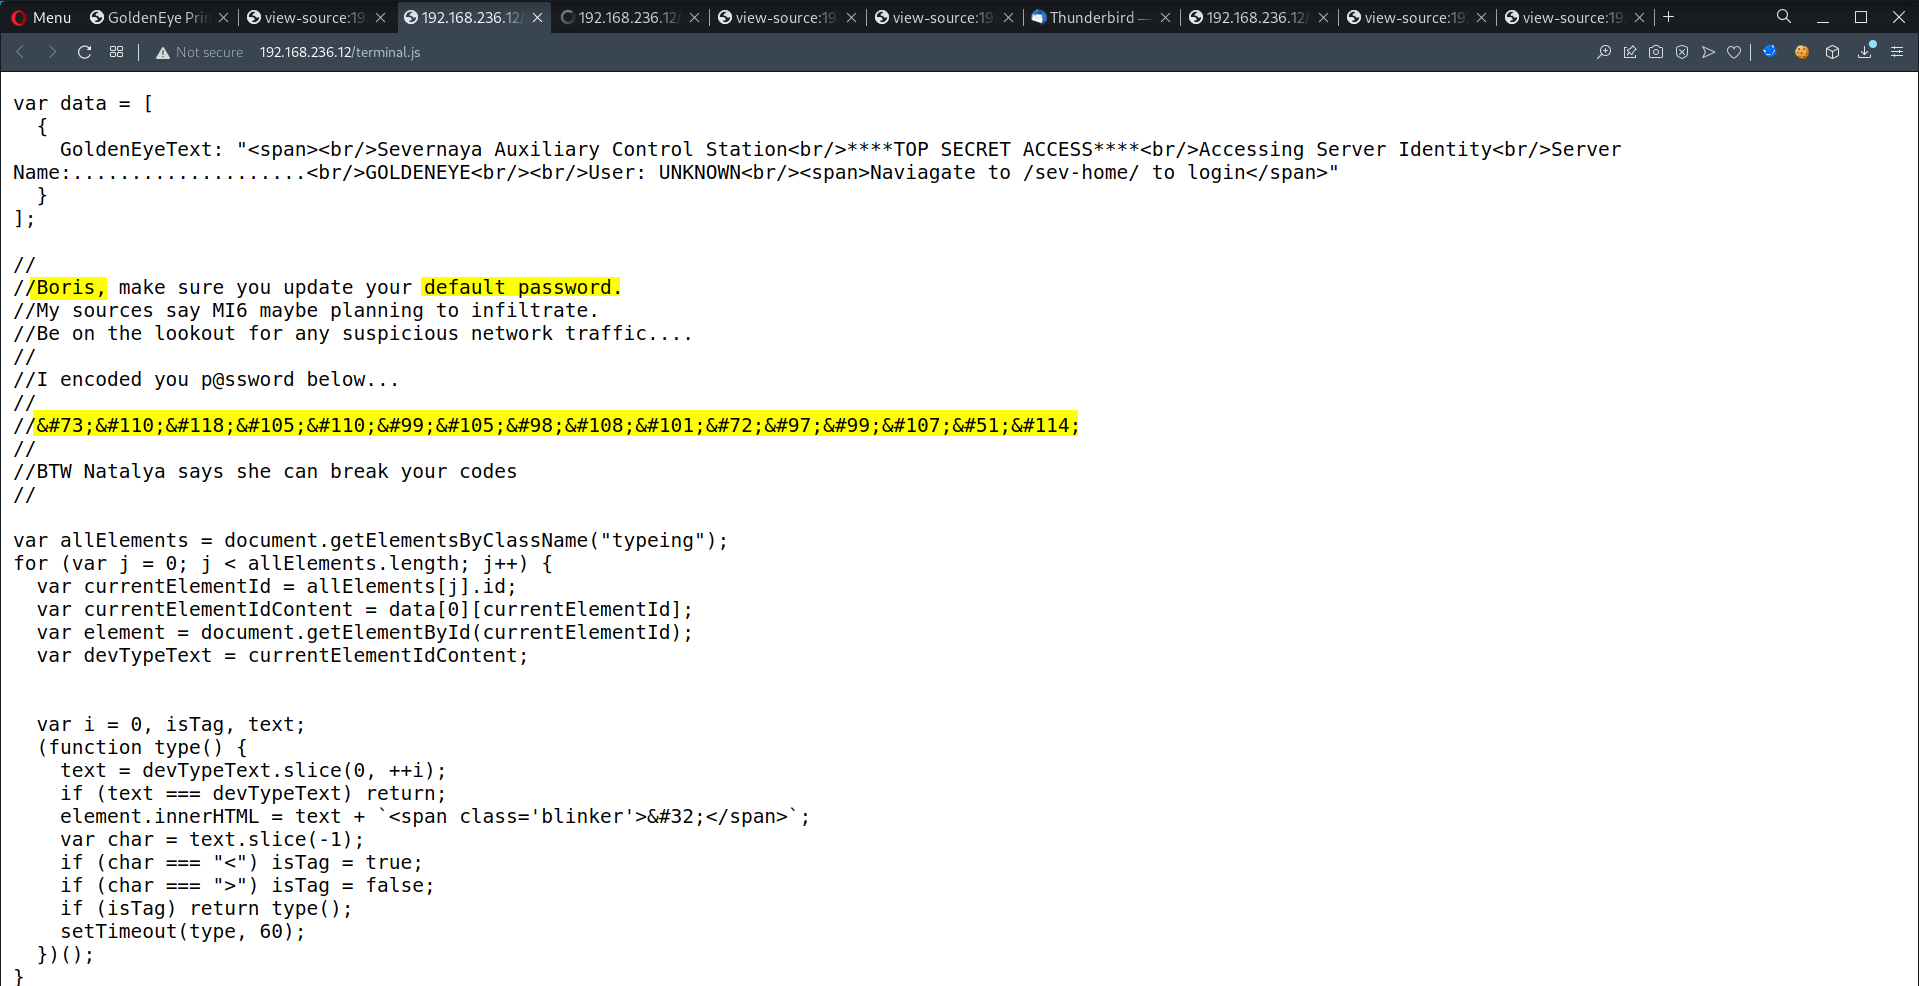 Menu
GoldenEye Prin
view-source:19
192.168.236.12/
192.168.236.12/
view-source:19
view-source:19
Thunderbird —
192.168.236.12/
view-source:19
view-source:19
Not secure
192.168.236.12/terminal.js
var data = [
  {
    GoldenEyeText: "<span><br/>Severnaya Auxiliary Control Station<br/>****TOP SECRET ACCESS****<br/>Accessing Server Identity<br/>Server
Name:....................<br/>GOLDENEYE<br/><br/>User: UNKNOWN<br/><span>Naviagate to /sev-home/ to login</span>"
  }
];
//
//Boris, make sure you update your default password.
//My sources say MI6 maybe planning to infiltrate.
//Be on the lookout for any suspicious network traffic....
//
//I encoded you p@ssword below...
//
//&#73;&#110;&#118;&#105;&#110;&#99;&#105;&#98;&#108;&#101;&#72;&#97;&#99;&#107;&#51;&#114;
//
//BTW Natalya says she can break your codes
//
var allElements = document.getElementsByClassName("typeing");
for (var j = 0; j < allElements.length; j++) {
  var currentElementId = allElements[j].id;
  var currentElementIdContent = data[0][currentElementId];
  var element = document.getElementById(currentElementId);
  var devTypeText = currentElementIdContent;
  var i = 0, isTag, text;
  (function type() {
    text = devTypeText.slice(0, ++i);
    if (text === devTypeText) return;
    element.innerHTML = text + `<span class='blinker'>&#32;</span>`;
    var char = text.slice(-1);
    if (char === "<") isTag = true;
    if (char === ">") isTag = false;
    if (isTag) return type();
    setTimeout(type, 60);
  })();
}